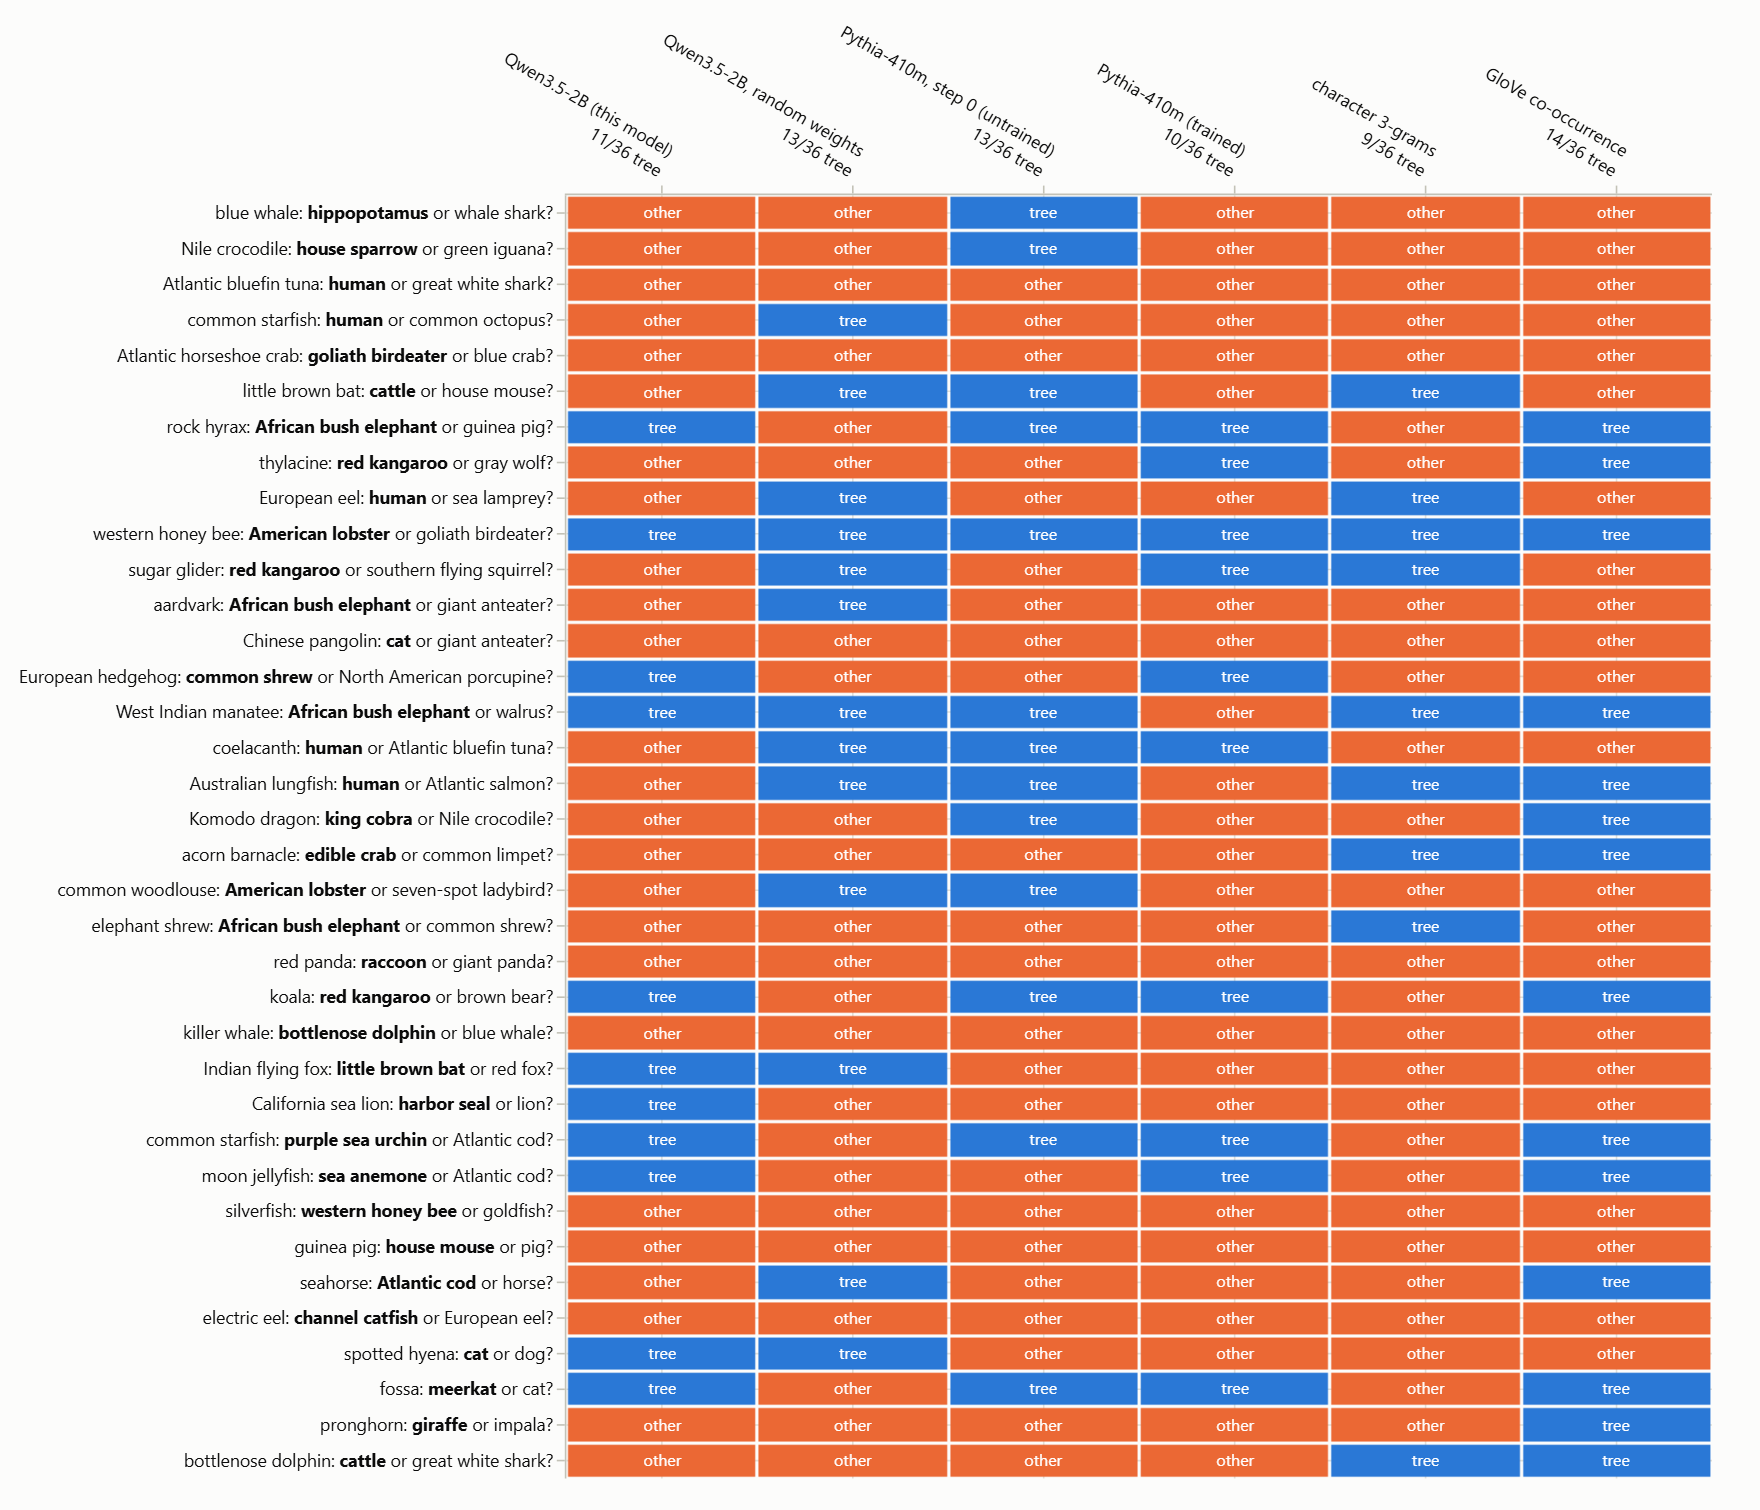 Qwen3.5-2B (this model)
11/36 tree
Qwen3.5-2B, random weights
13/36 tree
Pythia-410m, step 0 (untrained)
13/36 tree
Pythia-410m (trained)
10/36 tree
character 3-grams
9/36 tree
GloVe co-occurrence
14/36 tree
blue whale: hippopotamus or whale shark? other other tree other other other
Nile crocodile: house sparrow or green iguana? other other tree other other other
Atlantic bluefin tuna: human or great white shark? other other other other other other
common starfish: human or common octopus? other tree other other other other
Atlantic horseshoe crab: goliath birdeater or blue crab? other other other other other other
little brown bat: cattle or house mouse? other tree tree other tree other
rock hyrax: African bush elephant or guinea pig? tree other tree tree other tree
thylacine: red kangaroo or gray wolf? other other other tree other tree
European eel: human or sea lamprey? other tree other other tree other
western honey bee: American lobster or goliath birdeater? tree tree tree tree tree tree
sugar glider: red kangaroo or southern flying squirrel? other tree other tree tree other
aardvark: African bush elephant or giant anteater? other tree other other other other
Chinese pangolin: cat or giant anteater? other other other other other other
European hedgehog: common shrew or North American porcupine? tree other other tree other other
West Indian manatee: African bush elephant or walrus? tree tree tree other tree tree
coelacanth: human or Atlantic bluefin tuna? other tree tree tree other other
Australian lungfish: human or Atlantic salmon? other tree tree other tree tree
Komodo dragon: king cobra or Nile crocodile? other other tree other other tree
acorn barnacle: edible crab or common limpet? other other other other tree tree
common woodlouse: American lobster or seven-spot ladybird? other tree tree other other other
elephant shrew: African bush elephant or common shrew? other other other other tree other
red panda: raccoon or giant panda? other other other other other other
koala: red kangaroo or brown bear? tree other tree tree other tree
killer whale: bottlenose dolphin or blue whale? other other other other other other
Indian flying fox: little brown bat or red fox? tree tree other other other other
California sea lion: harbor seal or lion? tree other other other other other
common starfish: purple sea urchin or Atlantic cod? tree other tree tree other tree
moon jellyfish: sea anemone or Atlantic cod? tree other other tree other tree
silverfish: western honey bee or goldfish? other other other other other other
guinea pig: house mouse or pig? other other other other other other
seahorse: Atlantic cod or horse? other tree other other other tree
electric eel: channel catfish or European eel? other other other other other other
spotted hyena: cat or dog? tree tree other other other other
fossa: meerkat or cat? tree other tree tree other tree
pronghorn: giraffe or impala? other other other other other tree
bottlenose dolphin: cattle or great white shark? other other other other tree tree